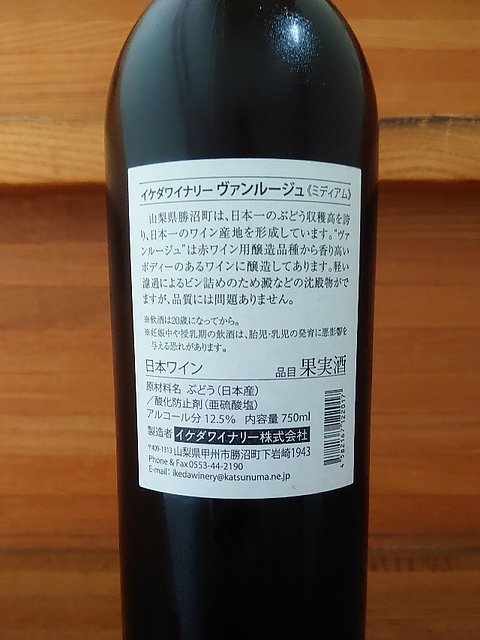 イケダワイナリー ヴァンルージュ《ミディアム》
山梨県勝沼町は、日本一のぶどう収穫高を誇
り、日本一のワイン産地を形成しています。"ヴァ
ンルージュ"は赤ワイン用醸造品種から香り高い
ボディーのあるワインに醸造してあります。軽い
濾過によるビン詰めのため澱などの沈殿物がで
ますが、品質には問題ありません。
※飲酒は20歳になってから。
※妊娠中や授乳期の飲酒は、胎児・乳児の発育に悪影響を
与える恐れがあります。
日本ワイン 品目 果実酒
原材料名 ぶどう(日本産)
／酸化防止剤(亜硫酸塩)
アルコール分 12.5% 内容量 750ml
製造者 イケダワイナリー株式会社
〒409-1313 山梨県甲州市勝沼町下岩崎1943
Phone & Fax 0553-44-2190
E-mail: ikedawinery@katsunuma.ne.jp
4582167122017